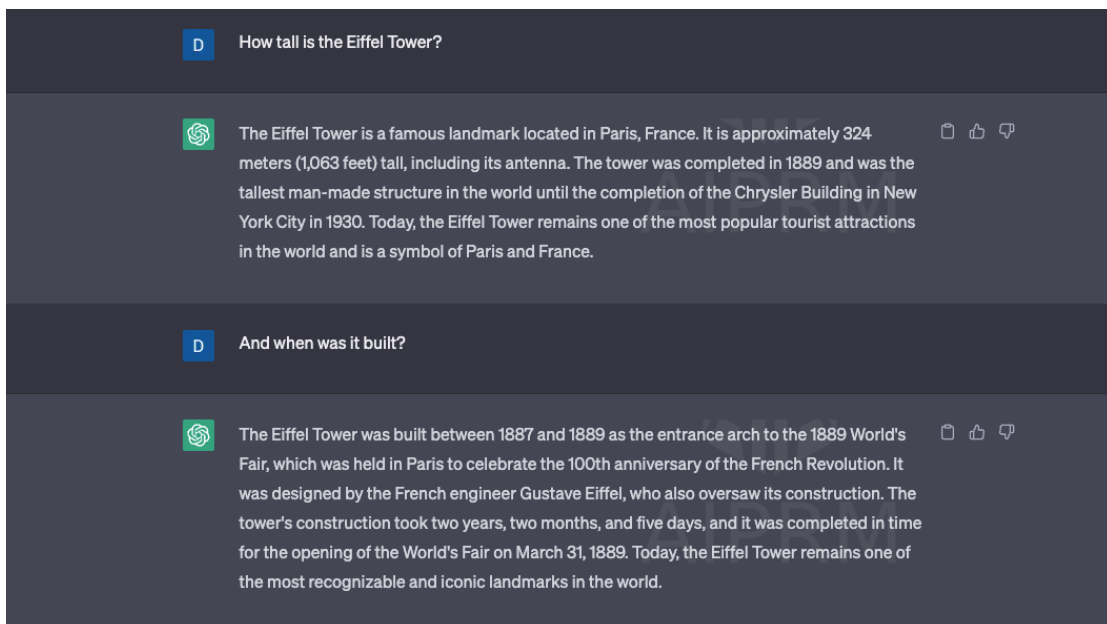 D
How tall is the Eiffel Tower?
The Eiffel Tower is a famous landmark located in Paris, France. It is approximately 324
meters (1,063 feet) tall, including its antenna. The tower was completed in 1889 and was the
tallest man-made structure in the world until the completion of the Chrysler Building in New
York City in 1930. Today, the Eiffel Tower remains one of the most popular tourist attractions
in the world and is a symbol of Paris and France.
AIPRM
D
And when was it built?
The Eiffel Tower was built between 1887 and 1889 as the entrance arch to the 1889 World's
Fair, which was held in Paris to celebrate the 100th anniversary of the French Revolution. It
was designed by the French engineer Gustave Eiffel, who also oversaw its construction. The
tower's construction took two years, two months, and five days, and it was completed in time
for the opening of the World's Fair on March 31, 1889. Today, the Eiffel Tower remains one of
the most recognizable and iconic landmarks in the world.
AIPRM